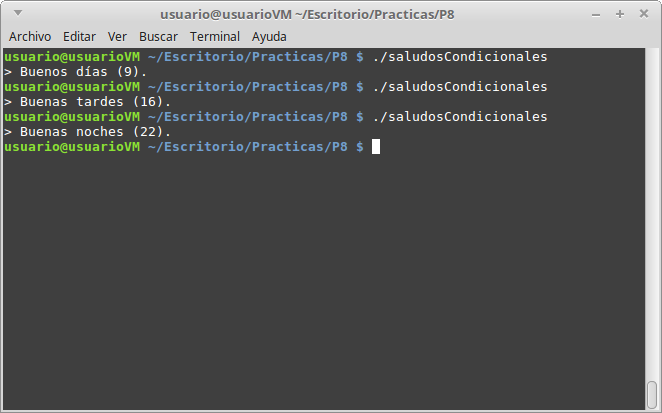 usuario@usuarioVM ~/Escritorio/Practicas/P8
Archivo Editar Ver Buscar Terminal Ayuda
usuario@usuarioVM ~/Escritorio/Practicas/P8 $ ./saludosCondicionales
> Buenos días (9).
usuario@usuarioVM ~/Escritorio/Practicas/P8 $ ./saludosCondicionales
> Buenas tardes (16).
usuario@usuarioVM ~/Escritorio/Practicas/P8 $ ./saludosCondicionales
> Buenas noches (22).
usuario@usuarioVM ~/Escritorio/Practicas/P8 $